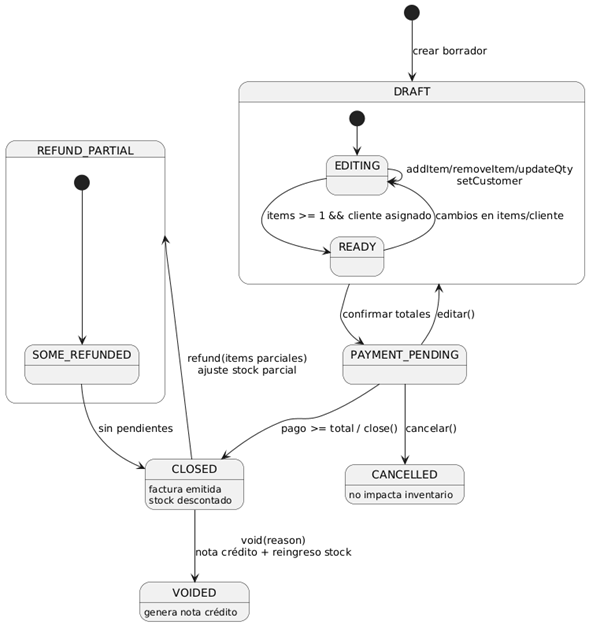 crear borrador
DRAFT
EDITING
addItem/removeItem/updateQty
setCustomer
items >= 1 && cliente asignado
cambios en items/cliente
READY
REFUND_PARTIAL
SOME_REFUNDED
confirmar totales
editar()
PAYMENT_PENDING
refund(items parciales)
ajuste stock parcial
sin pendientes
pago >= total / close()
cancelar()
CLOSED
factura emitida
stock descontado
CANCELLED
no impacta inventario
void(reason)
nota crédito + reingreso stock
VOIDED
genera nota crédito